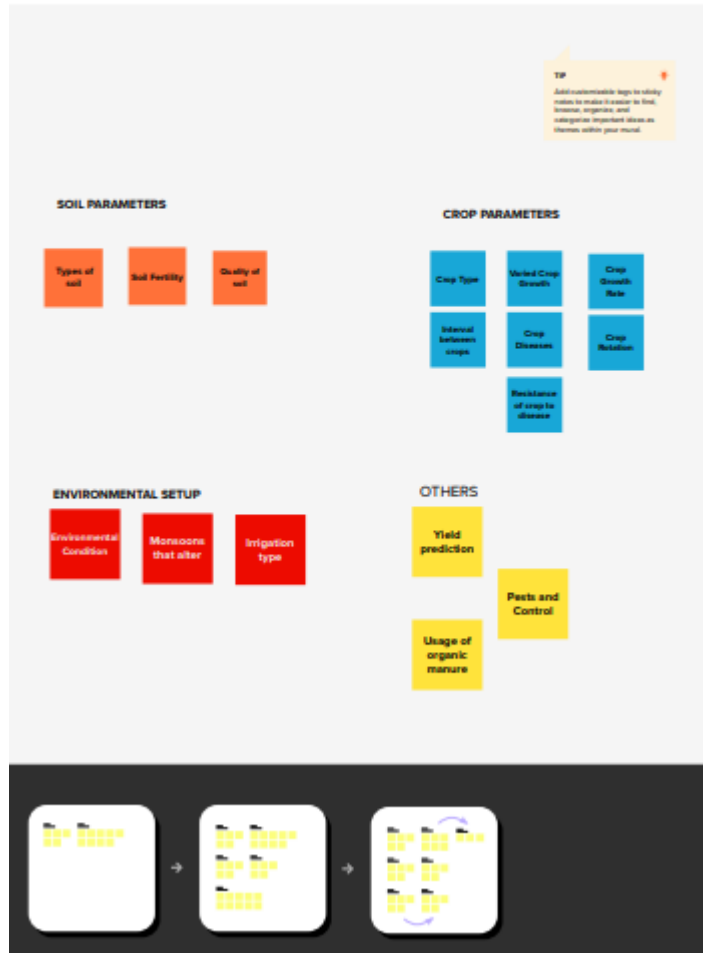 TIP
Add customizable tags to sticky
notes to make it easier to find,
browse, organize, and
categorize important ideas as
themes within your mural.
SOIL PARAMETERS
Types of
soil
Soil Fertility
Quality of
soil
CROP PARAMETERS
Crop Type
Varied Crop
Growth
Crop
Growth
Rate
Interval
between
crops
Crop
Diseases
Crop
Rotation
Resistance
of crop to
disease
ENVIRONMENTAL SETUP
Environmental
Condition
Monsoons
that alter
Irrigation
type
OTHERS
Yield
prediction
Pests and
Control
Usage of
organic
manure